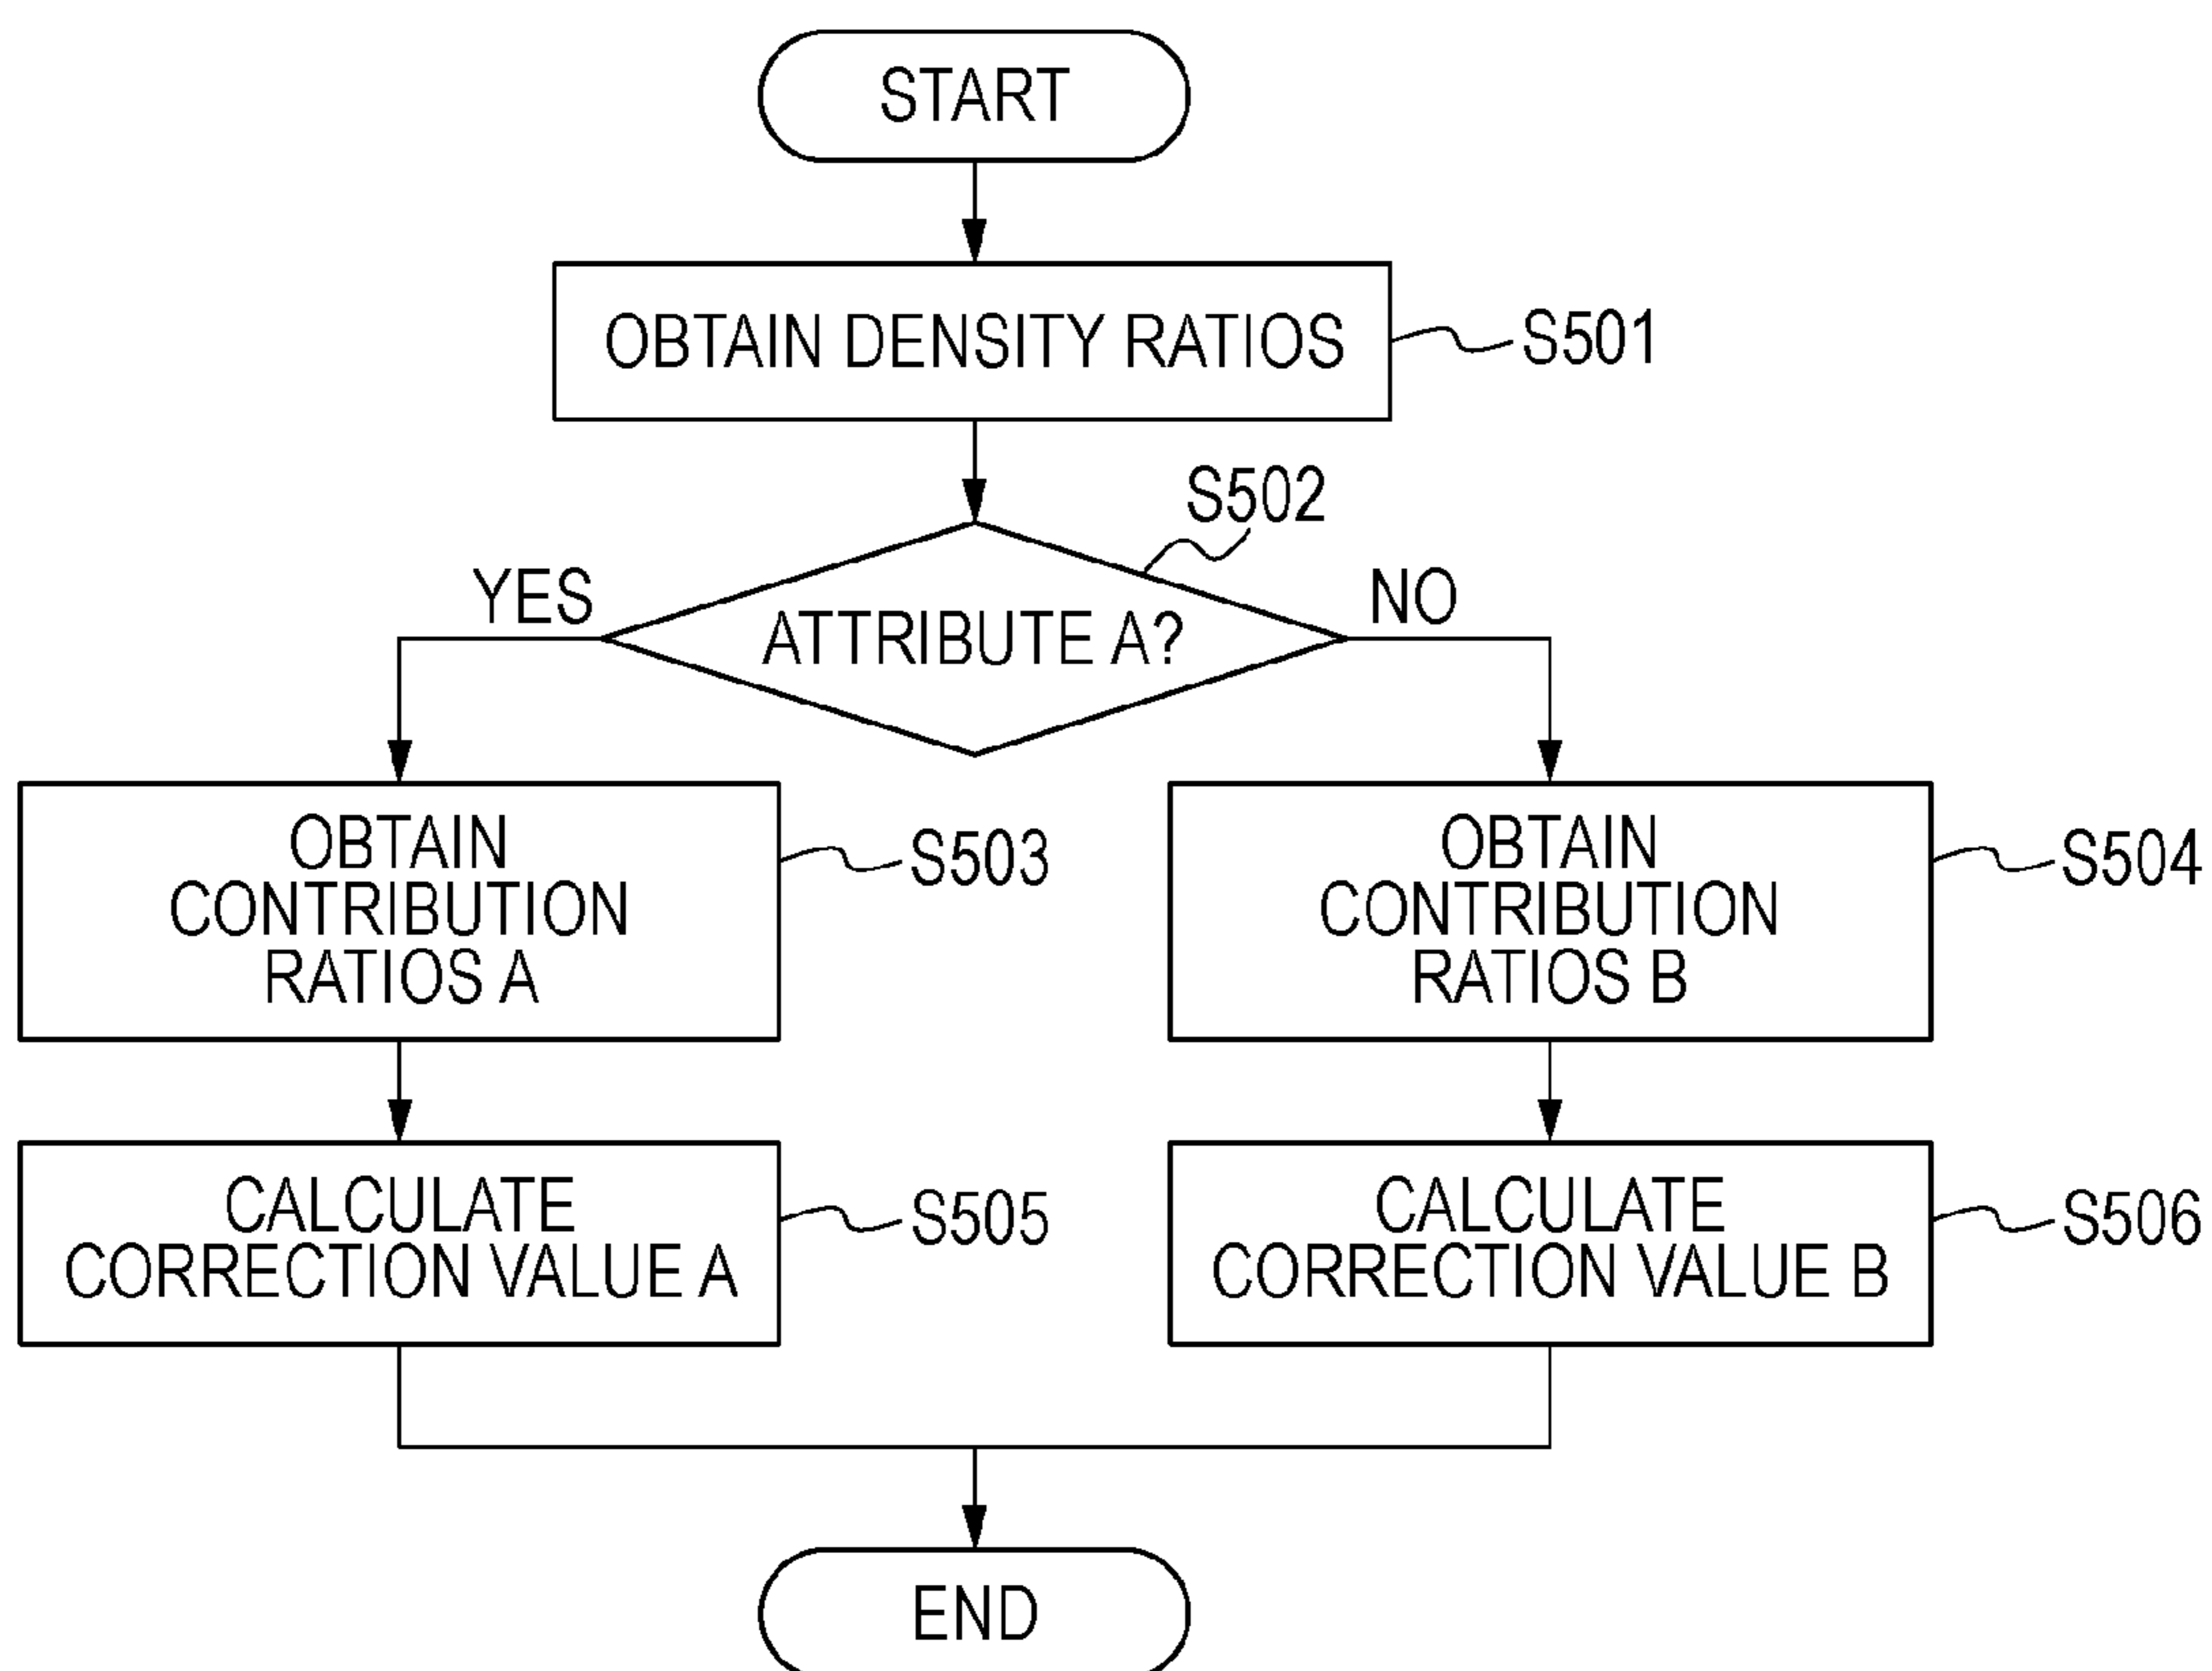 START
OBTAIN DENSITY RATIOS
S501
S502
YES
ATTRIBUTE A?
NO
OBTAIN
CONTRIBUTION
RATIOS A
S503
OBTAIN
CONTRIBUTION
RATIOS B
S504
CALCULATE
CORRECTION VALUE A
S505
CALCULATE
CORRECTION VALUE B
S506
END